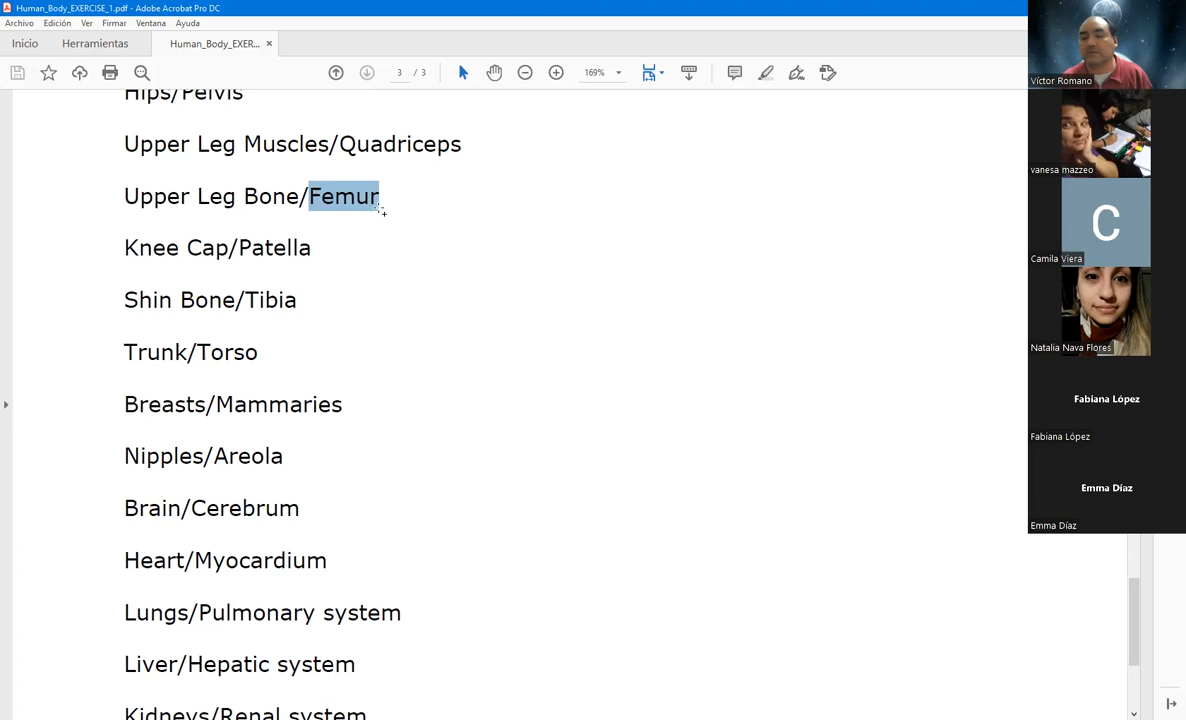 Human_Body_EXERCISE_1.pdf - Adobe Acrobat Pro DC
Archivo Edición Ver Firmar Ventana Ayuda
Inicio Herramientas Human_Body_EXER... ×
3 / 3 169%
Hips/Pelvis
Upper Leg Muscles/Quadriceps
Upper Leg Bone/Femur
Knee Cap/Patella
Shin Bone/Tibia
Trunk/Torso
Breasts/Mammaries
Nipples/Areola
Brain/Cerebrum
Heart/Myocardium
Lungs/Pulmonary system
Liver/Hepatic system
Kidneys/Renal system
Víctor Romano
vanesa mazzeo
C
Camila Viera
Natalia Nava Flores
Fabiana López
Fabiana López
Emma Díaz
Emma Díaz